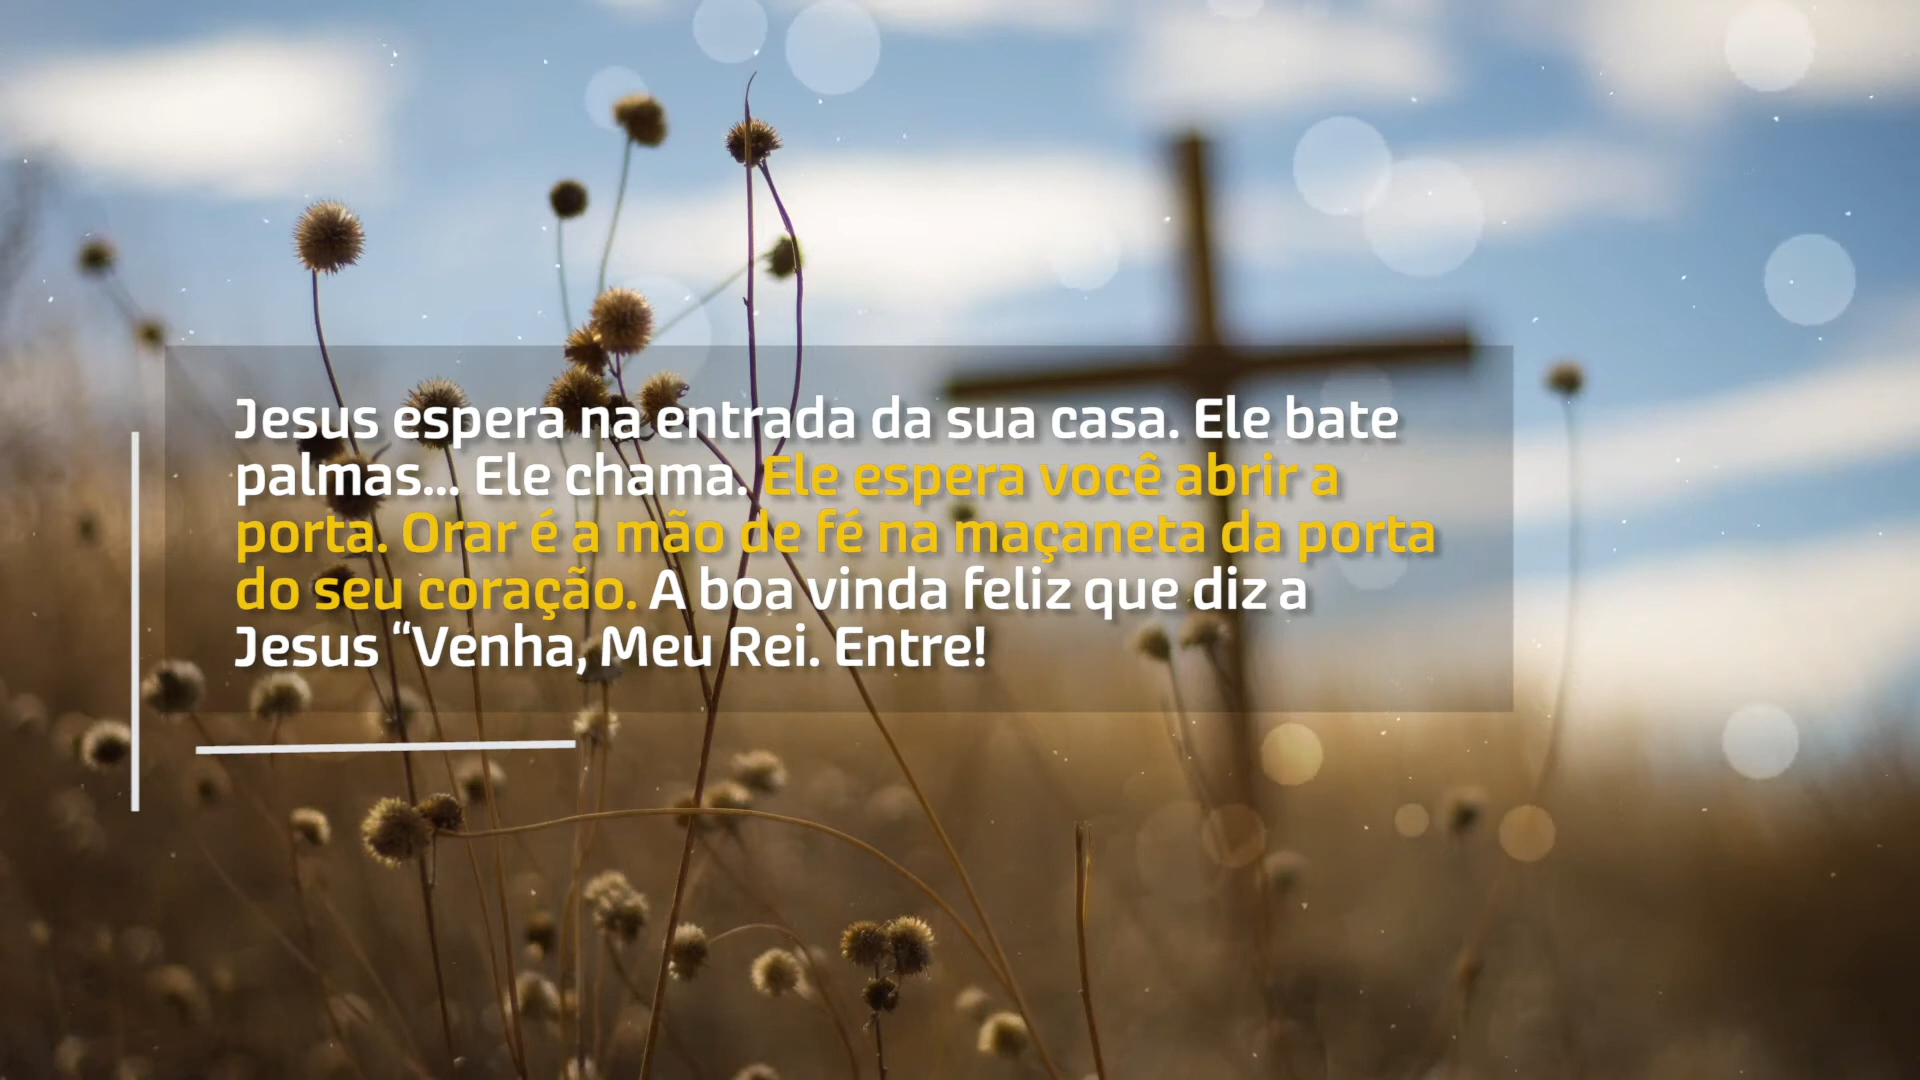 Jesus espera na entrada da sua casa. Ele bate
palmas... Ele chama. Ele espera você abrir a
porta. Orar é a mão de fé na maçaneta da porta
do seu coração. A boa vinda feliz que diz a
Jesus “Venha, Meu Rei. Entre!